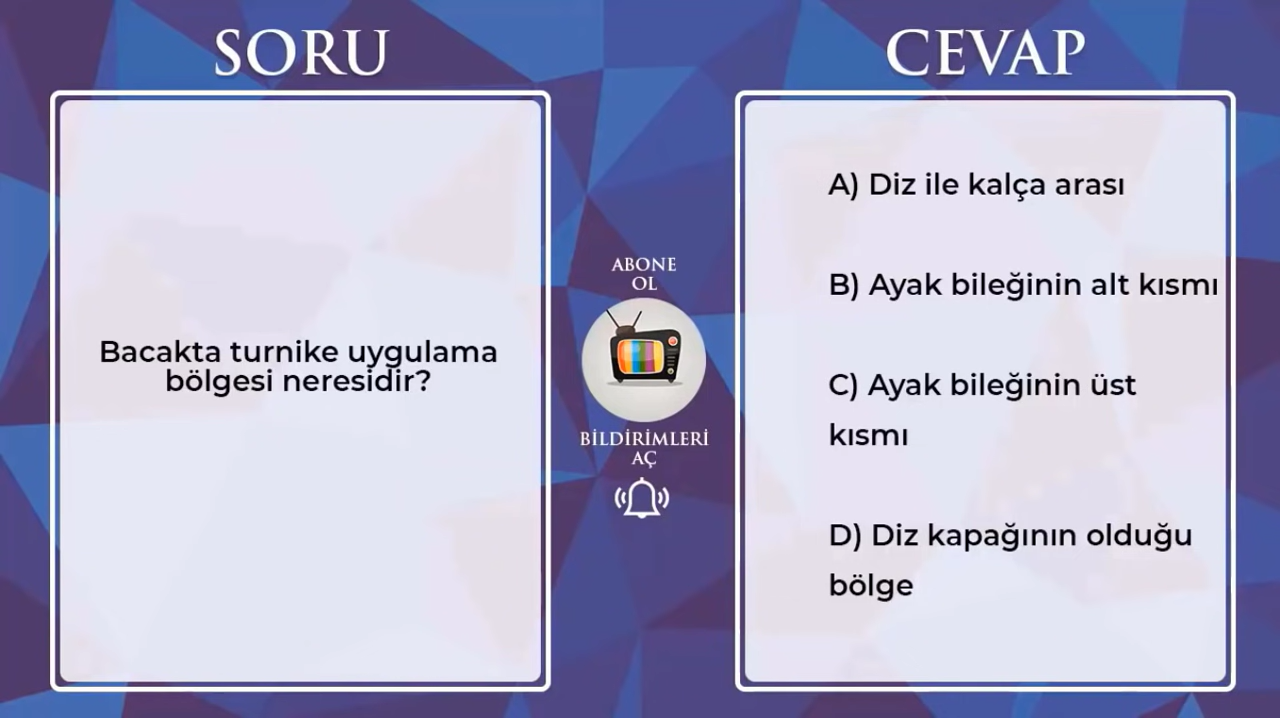 SORU
Bacakta turnike uygulama
bölgesi neresidir?
ABONE
OL
BİLDİRİMLERİ
AÇ
CEVAP
A) Diz ile kalça arası
B) Ayak bileğinin alt kısmı
C) Ayak bileğinin üst
kısmı
D) Diz kapağının olduğu
bölge